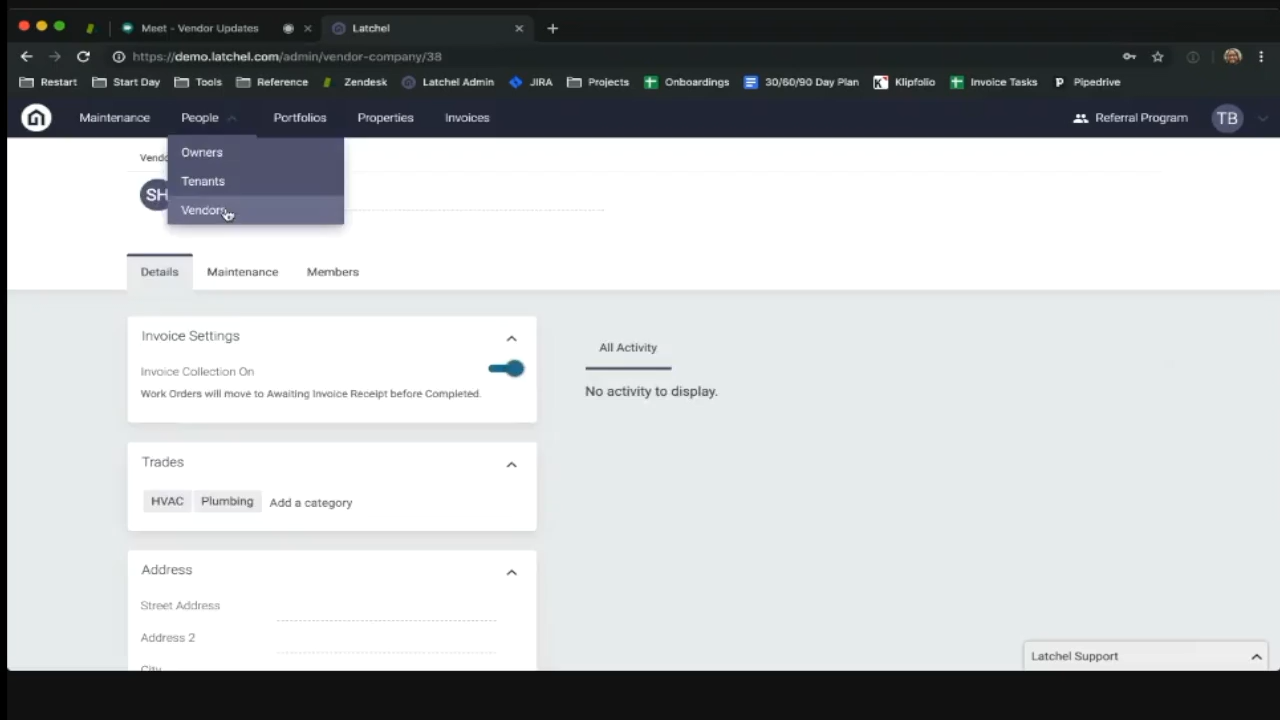 Meet - Vendor Updates
Latchel
https://demo.latchel.com/admin/vendor-company/38
Restart Start Day Tools Reference Zendesk Latchel Admin JIRA Projects Onboardings 30/60/90 Day Plan Klipfolio Invoice Tasks Pipedrive
Maintenance People Portfolios Properties Invoices Referral Program TB
Owners
Tenants
SH
Vendors
Details Maintenance Members
Invoice Settings
All Activity
Invoice Collection On
Work Orders will move to Awaiting Invoice Receipt before Completed.
No activity to display.
Trades
HVAC Plumbing Add a category
Address
Street Address
Address 2
City
Latchel Support